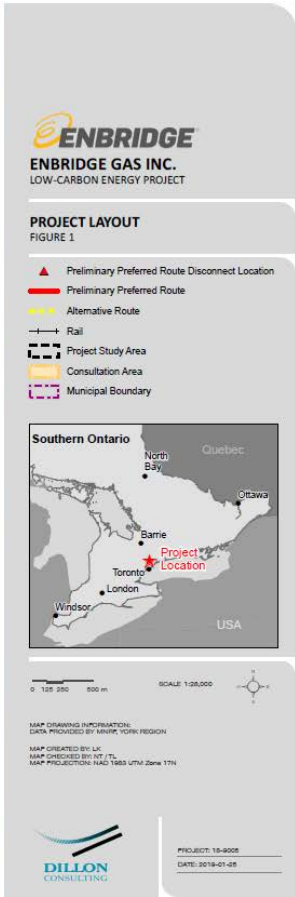 ENBRIDGE
ENBRIDGE GAS INC.
LOW-CARBON ENERGY PROJECT
PROJECT LAYOUT
FIGURE 1
Preliminary Preferred Route Disconnect Location
Preliminary Preferred Route
Alternative Route
Rail
Project Study Area
Consultation Area
Municipal Boundary
Southern Ontario
Quebec
North
Bay
Ottawa
Barrie
Project
Location
Toronto
London
Windsor
USA
0 125 250 500 m
SCALE 1:25,000
MAP DRAWING INFORMATION:
DATA PROVIDED BY MNRF, YORK REGION
MAP CREATED BY: LK
MAP CHECKED BY: NT / TL
MAP PROJECTION: NAD 1983 UTM Zone 17N
DILLON
CONSULTING
PROJECT: 18-9005
DATE: 2019-01-25